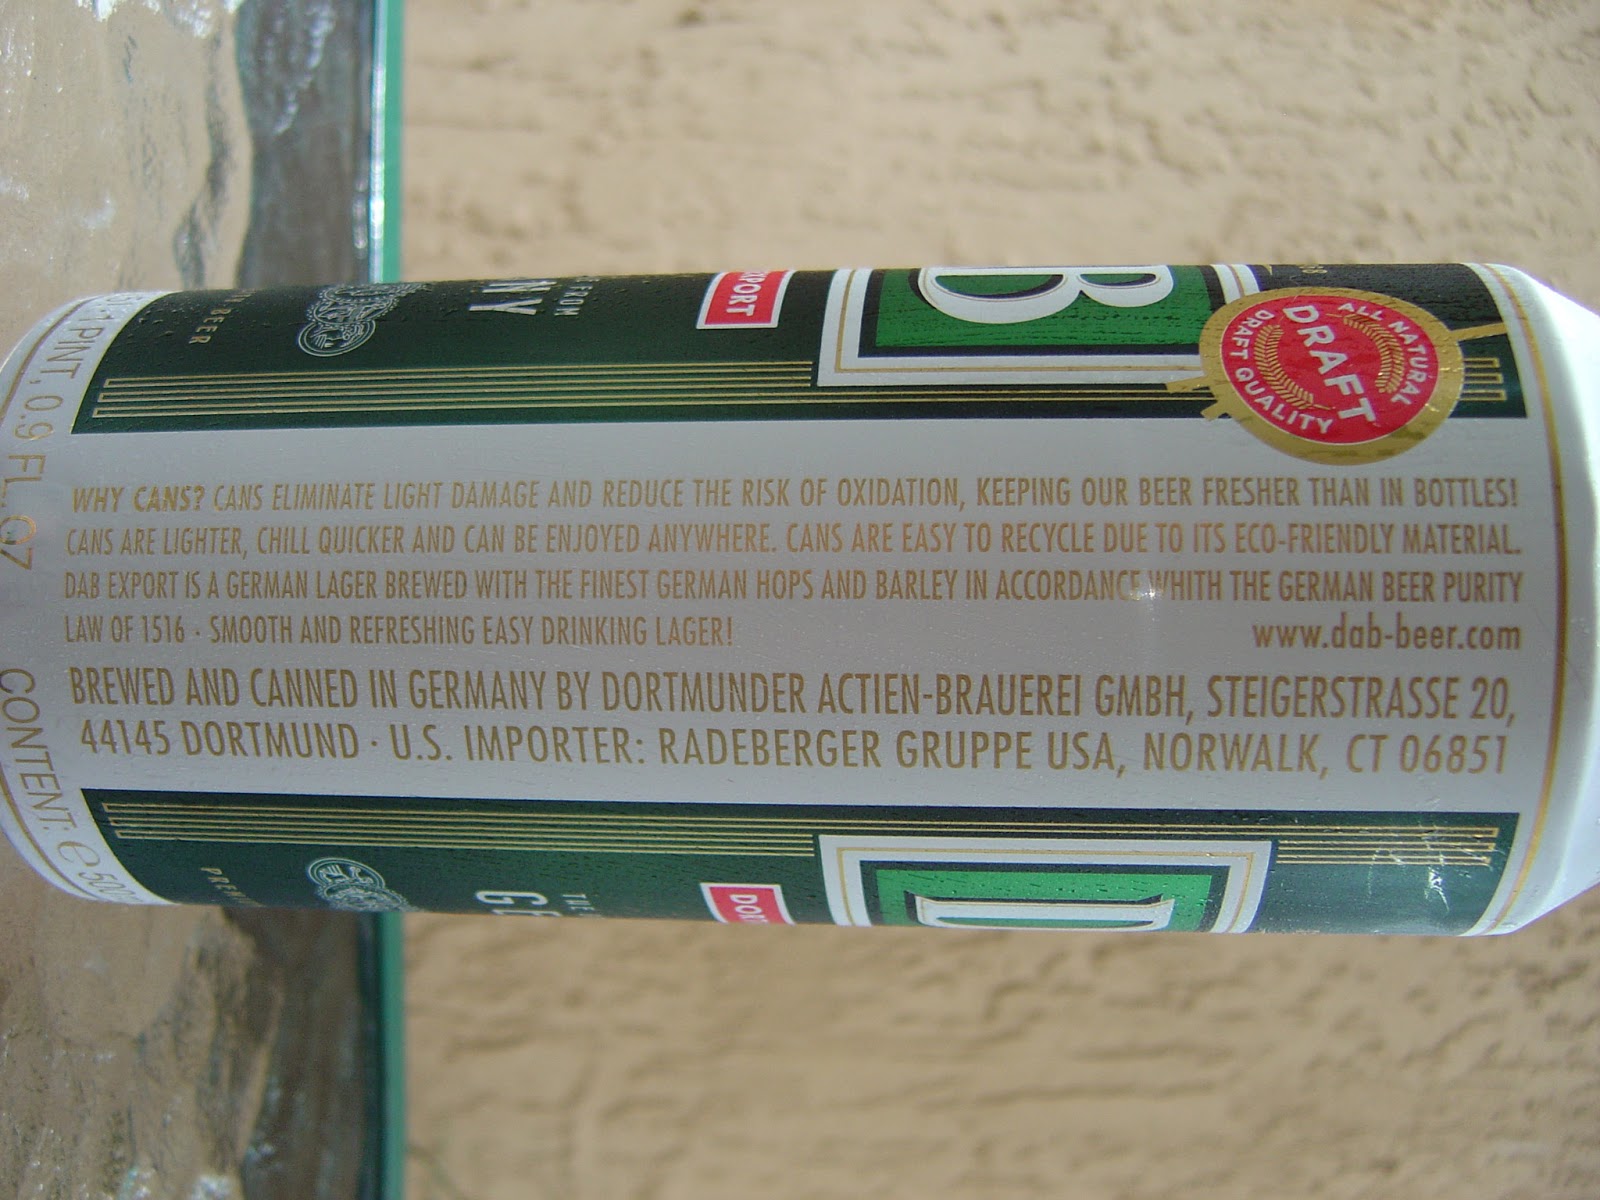 WHY CANS? CANS ELIMINATE LIGHT DAMAGE AND REDUCE THE RISK OF OXIDATION, KEEPING OUR BEER FRESHER THAN IN BOTTLES!
CANS ARE LIGHTER, CHILL QUICKER AND CAN BE ENJOYED ANYWHERE. CANS ARE EASY TO RECYCLE DUE TO ITS ECO-FRIENDLY MATERIAL.
DAB EXPORT IS A GERMAN LAGER BREWED WITH THE FINEST GERMAN HOPS AND BARLEY IN ACCORDANCE WHITH THE GERMAN BEER PURITY
LAW OF 1516 · SMOOTH AND REFRESHING EASY DRINKING LAGER! www.dab-beer.com
BREWED AND CANNED IN GERMANY BY DORTMUNDER ACTIEN-BRAUEREI GMBH, STEIGERSTRASSE 20,
44145 DORTMUND · U.S. IMPORTER: RADEBERGER GRUPPE USA, NORWALK, CT 06851
ALL NATURAL
DRAFT
DRAFT QUALITY
B
BEER
D
1 PINT, 0.9 FL. OZ
CONTENT: e